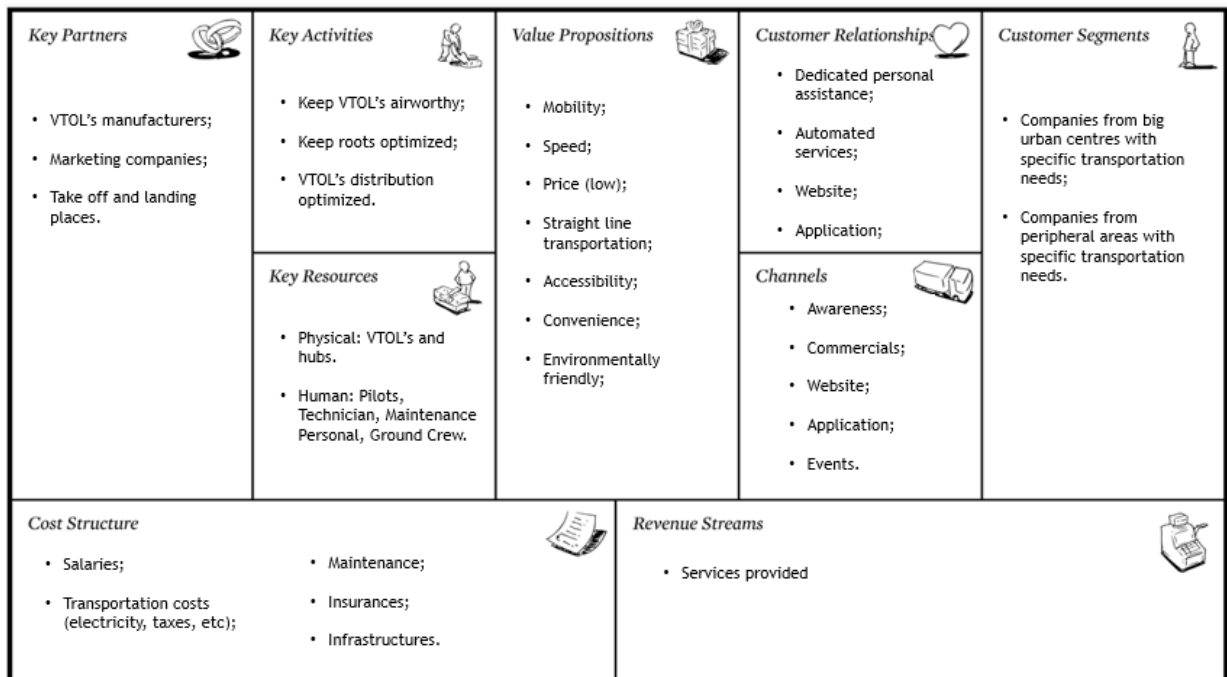 Key Partners
• VTOL's manufacturers;
• Marketing companies;
• Take off and landing
places.
Key Activities
• Keep VTOL's airworthy;
• Keep roots optimized;
• VTOL's distribution
optimized.
Key Resources
• Physical: VTOL's and
hubs.
• Human: Pilots,
Technician, Maintenance
Personal, Ground Crew.
Value Propositions
• Mobility;
• Speed;
• Price (low);
• Straight line
transportation;
• Accessibility;
• Convenience;
• Environmentally
friendly;
Customer Relationships
• Dedicated personal
assistance;
• Automated
services;
• Website;
• Application;
Channels
• Awareness;
• Commercials;
• Website;
• Application;
• Events.
Customer Segments
• Companies from big
urban centres with
specific transportation
needs;
• Companies from
peripheral areas with
specific transportation
needs.
Cost Structure
• Salaries;
• Transportation costs
(electricity, taxes, etc);
• Maintenance;
• Insurances;
• Infrastructures.
Revenue Streams
• Services provided